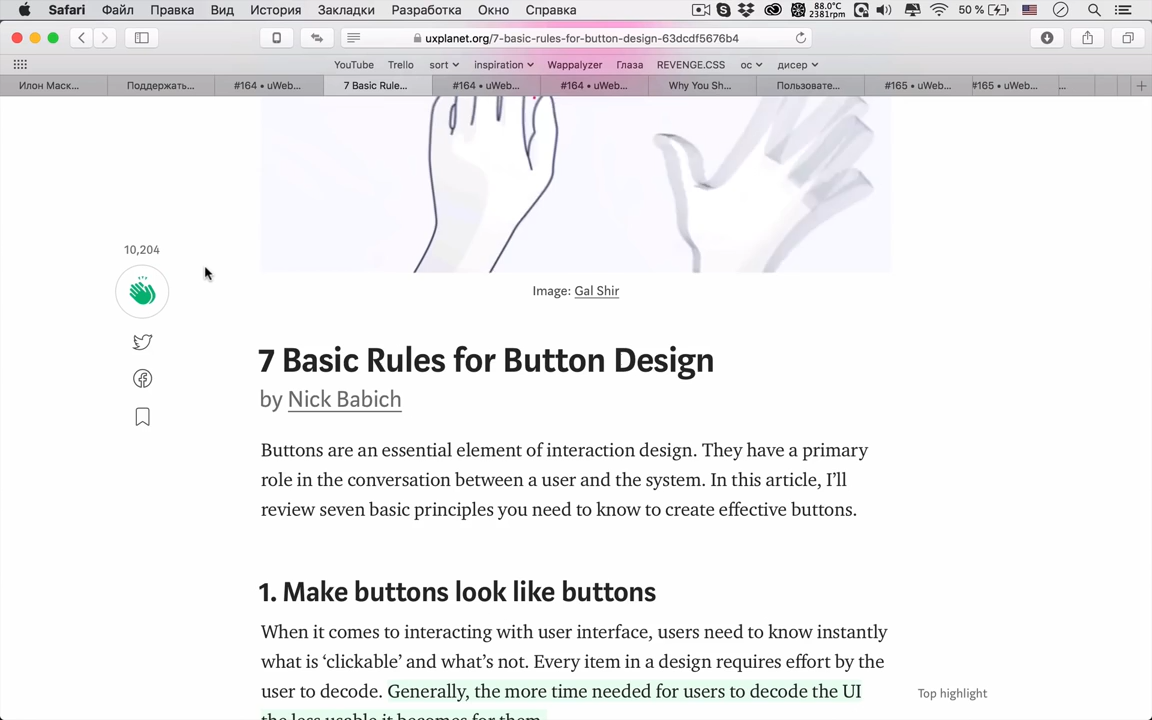 Safari Файл Правка Вид История Закладки Разработка Окно Справка 88.0°C 2381rpm 50 %
uxplanet.org/7-basic-rules-for-button-design-63dcdf5676b4
YouTube Trello sort inspiration Wappalyzer Глаза REVENGE.CSS ос дисер
Илон Маск... Поддержать... #164 • uWeb... 7 Basic Rule... #164 • uWeb... #164 • uWeb... Why You Sh... Пользовате... #165 • uWeb... #165 • uWeb... ...
Image: Gal Shir
10,204
7 Basic Rules for Button Design
by Nick Babich
Buttons are an essential element of interaction design. They have a primary
role in the conversation between a user and the system. In this article, I’ll
review seven basic principles you need to know to create effective buttons.
1. Make buttons look like buttons
When it comes to interacting with user interface, users need to know instantly
what is ‘clickable’ and what’s not. Every item in a design requires effort by the
user to decode. Generally, the more time needed for users to decode the UI
Top highlight
the less usable it becomes for them.